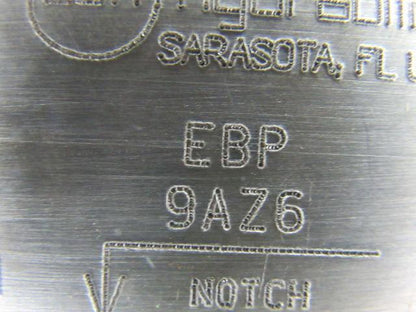 SARASOTA, FL U
EBP
9AZ6
NOTCH